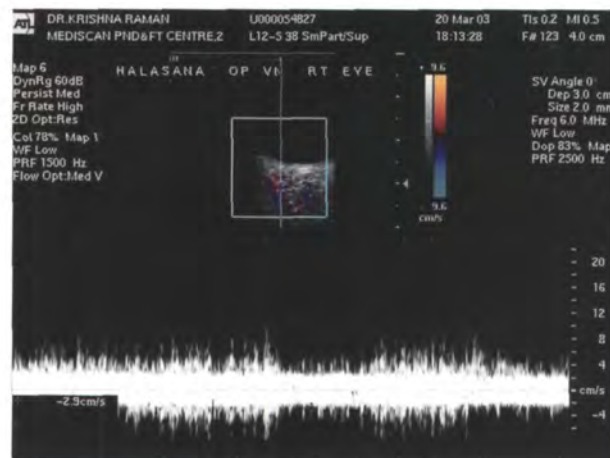 ATL
DR.KRISHNA RAMAN U000054827 20 Mar 03 TIs 0.2 MI 0.5
MEDISCAN PND&FT CENTRE,2 L12-5 38 SmPart/Sup 18:13:28 F# 123 4.0 cm
Map 6
DynRg 60dB
Persist Med
Fr Rate High
2D Opt:Res
Col 78% Map 1
WF Low
PRF 1500 Hz
Flow Opt:Med V
HALASANA OP VN RT EYE
9.6
9.6
cm/s
SV Angle 0°
Dep 3.0 cm
Size 2.0 mm
Freq 6.0 MHz
WF Low
Dop 83% Map
PRF 2500 Hz
20
16
12
8
4
cm/s
-4
-2.9cm/s